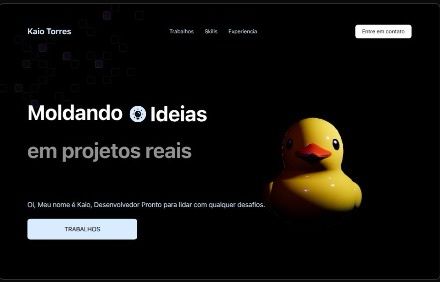 Kaio Torres
Trabalhos Skills Experiencia
Entre em contato
Moldando Ideias
em projetos reais
Oi, Meu nome é Kaio, Desenvolvedor Pronto para lidar com qualquer desafios.
TRABALHOS